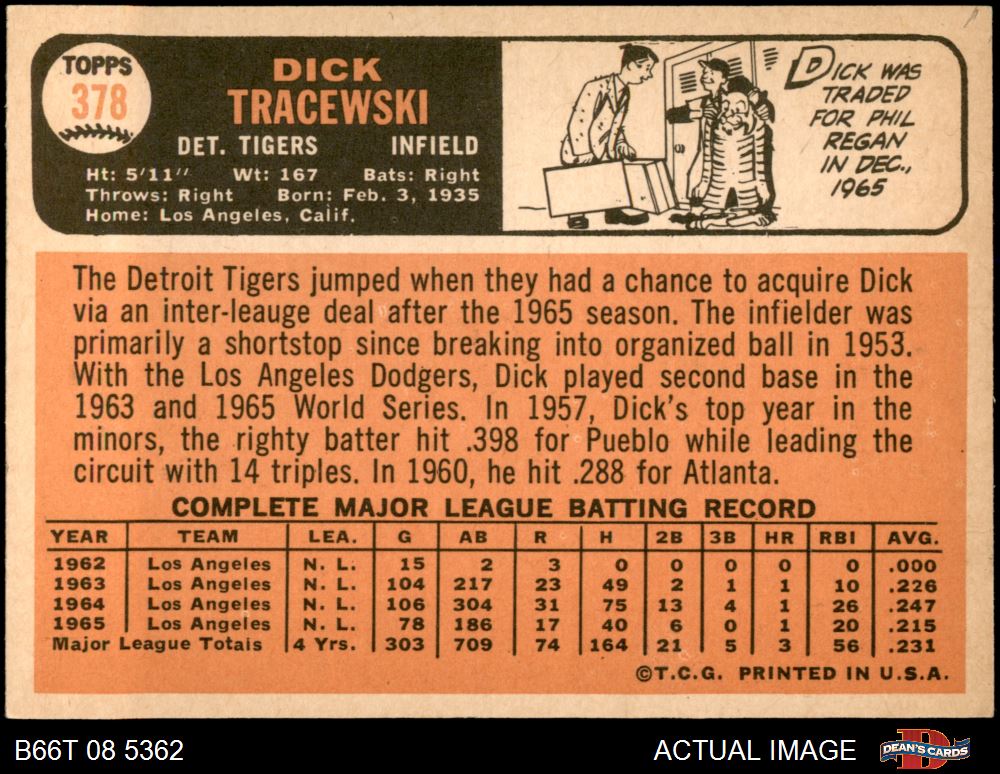 TOPPS
378
DICK
TRACEWSKI
DET. TIGERS INFIELD
Ht: 5'11" Wt: 167 Bats: Right
Throws: Right Born: Feb. 3, 1935
Home: Los Angeles, Calif.
DICK WAS
TRADED
FOR PHIL
REGAN
IN DEC.,
1965
The Detroit Tigers jumped when they had a chance to acquire Dick
via an inter-leauge deal after the 1965 season. The infielder was
primarily a shortstop since breaking into organized ball in 1953.
With the Los Angeles Dodgers, Dick played second base in the
1963 and 1965 World Series. In 1957, Dick's top year in the
minors, the righty batter hit .398 for Pueblo while leading the
circuit with 14 triples. In 1960, he hit .288 for Atlanta.
COMPLETE MAJOR LEAGUE BATTING RECORD
YEAR TEAM LEA. G AB R H 2B 3B HR RBI AVG.
1962 Los Angeles N. L. 15 2 3 0 0 0 0 0 .000
1963 Los Angeles N. L. 104 217 23 49 2 1 1 10 .226
1964 Los Angeles N. L. 106 304 31 75 13 4 1 26 .247
1965 Los Angeles N. L. 78 186 17 40 6 0 1 20 .215
Major League Totals 4 Yrs. 303 709 74 164 21 5 3 56 .231
©T.C.G. PRINTED IN U.S.A.
B66T 08 5362 ACTUAL IMAGE DEAN'S CARDS